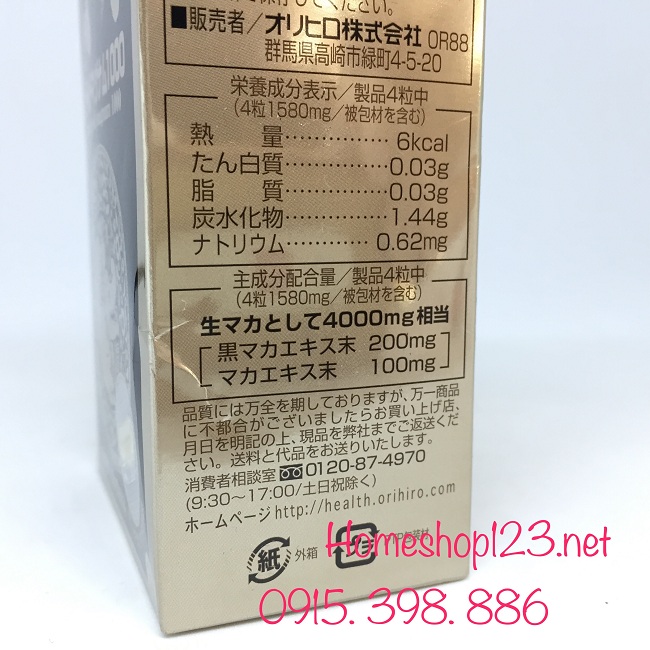 保存してください。
■販売者／オリヒロ株式会社 OR88
群馬県高崎市緑町4-5-20
栄養成分表示／製品4粒中
(4粒1580mg／被包材を含む)
熱 量……………6kcal
たん白質…………0.03g
脂 質……………0.03g
炭水化物…………1.44g
ナトリウム…………0.62mg
主成分配合量／製品4粒中
(4粒1580mg／被包材を含む)
生マカとして4000mg相当
黒マカエキス末 200mg
マカエキス末 100mg
品質には万全を期しておりますが、万一商品
に不都合がございましたらお買い上げ店、
月日を明記の上、現品を弊社までご返送くだ
さい。送料と代品をお送りいたします。
消費者相談室 0120-87-4970
(9:30～17:00/土日祝除く)
ホームページhttp://health.orihiro.com
紙 外箱
Homeshop123.net
0915.398.886